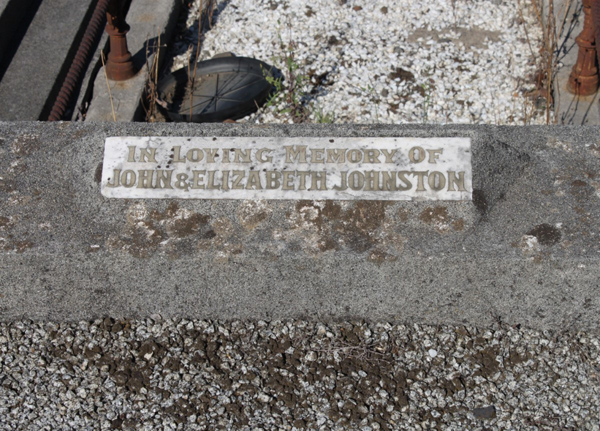 IN LOVING MEMORY OF
JOHN & ELIZABETH JOHNSTON